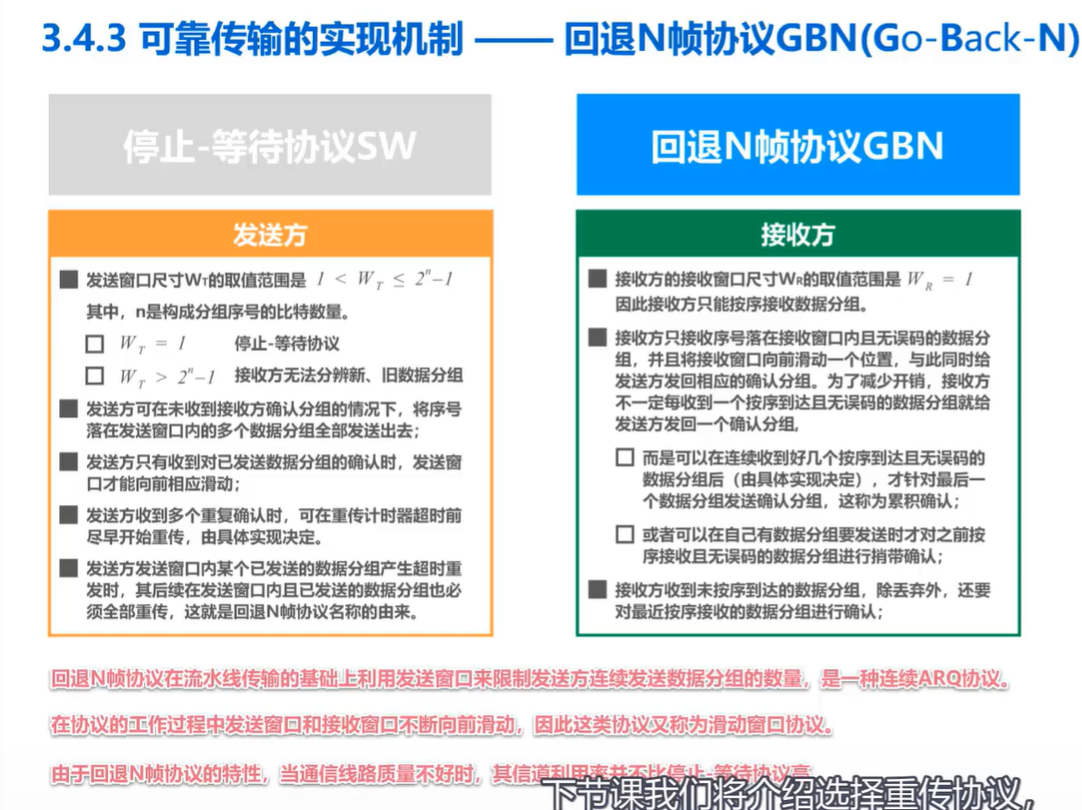 3.4.3 可靠传输的实现机制 —— 回退N帧协议GBN(Go-Back-N)
停止-等待协议SW
回退N帧协议GBN
发送方
发送窗口尺寸WT的取值范围是 1 < W_T ≤ 2^n–1
其中，n是构成分组序号的比特数量。
W_T = 1 停止-等待协议
W_T > 2^n–1 接收方无法分辨新、旧数据分组
发送方可在未收到接收方确认分组的情况下，将序号
落在发送窗口内的多个数据分组全部发送出去；
发送方只有收到对已发送数据分组的确认时，发送窗
口才能向前相应滑动；
发送方收到多个重复确认时，可在重传计时器超时前
尽早开始重传，由具体实现决定。
发送方发送窗口内某个已发送的数据分组产生超时重
发时，其后续在发送窗口内且已发送的数据分组也必
须全部重传，这就是回退N帧协议名称的由来。
接收方
接收方的接收窗口尺寸WR的取值范围是 W_R = 1
因此接收方只能按序接收数据分组。
接收方只接收序号落在接收窗口内且无误码的数据分
组，并且将接收窗口向前滑动一个位置，与此同时给
发送方发回相应的确认分组。为了减少开销，接收方
不一定每收到一个按序到达且无误码的数据分组就给
发送方发回一个确认分组,
而是可以在连续收到好几个按序到达且无误码的
数据分组后（由具体实现决定），才针对最后一
个数据分组发送确认分组，这称为累积确认；
或者可以在自己有数据分组要发送时才对之前按
序接收且无误码的数据分组进行捎带确认；
接收方收到未按序到达的数据分组，除丢弃外，还要
对最近按序接收的数据分组进行确认；
回退N帧协议在流水线传输的基础上利用发送窗口来限制发送方连续发送数据分组的数量，是一种连续ARQ协议。
在协议的工作过程中发送窗口和接收窗口不断向前滑动，因此这类协议又称为滑动窗口协议。
由于回退N帧协议的特性，当通信线路质量不好时，其信道利用率并不比停止-等待协议高
下节课我们将介绍选择重传协议，